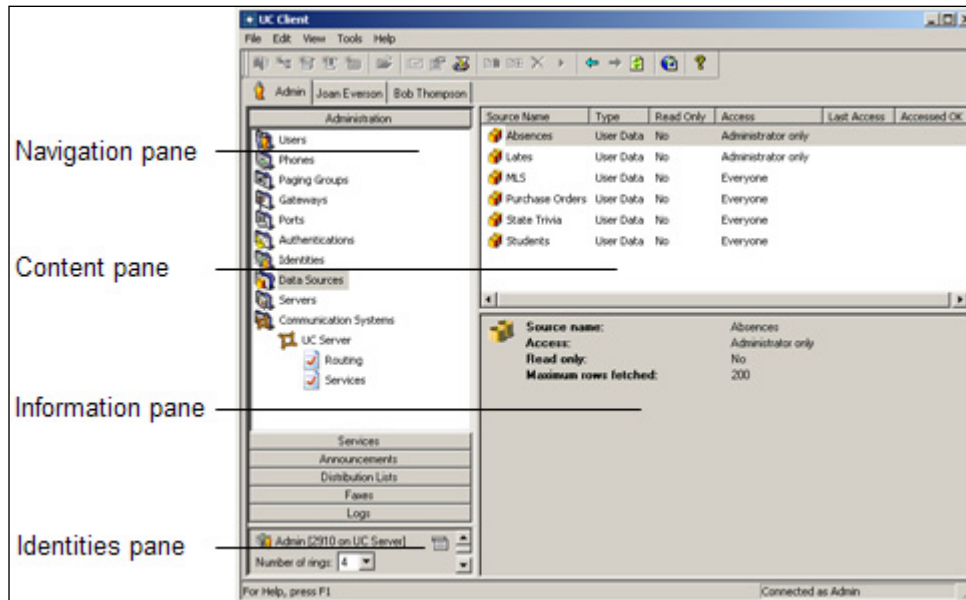 UC Client
File Edit View Tools Help
Admin Joan Everson Bob Thompson
Navigation pane
Content pane
Information pane
Identities pane
Administration
Users
Phones
Paging Groups
Gateways
Ports
Authentications
Identities
Data Sources
Servers
Communication Systems
UC Server
Routing
Services
Services
Announcements
Distribution Lists
Faxes
Logs
Admin [2910 on UC Server]
Number of rings: 4
Source Name Type Read Only Access Last Access Accessed OK
Absences User Data No Administrator only
Lates User Data No Administrator only
MLS User Data No Everyone
Purchase Orders User Data No Everyone
State Trivia User Data No Everyone
Students User Data No Everyone
Source name: Absences
Access: Administrator only
Read only: No
Maximum rows fetched: 200
For Help, press F1 Connected as Admin